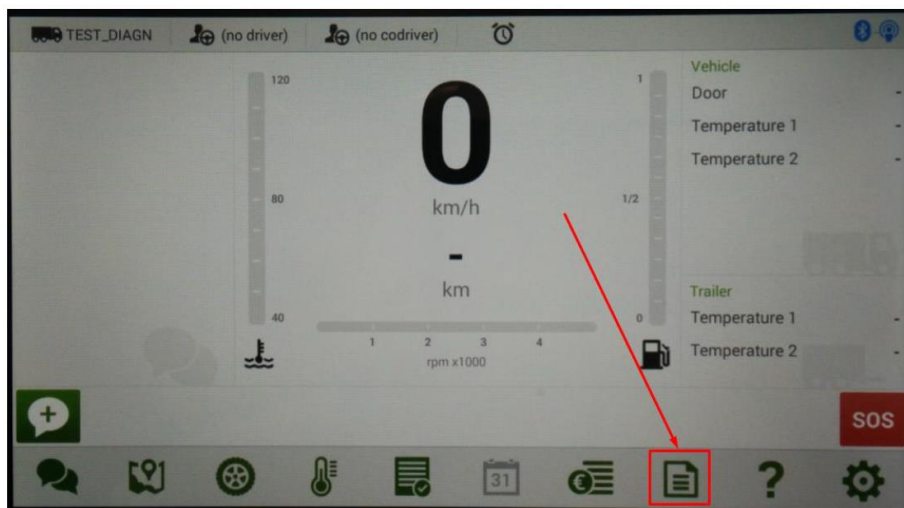 TEST_DIAGN (no driver) (no codriver)
120
80
40
0
km/h
-
km
1 2 3 4
rpm x1000
1
1/2
0
Vehicle
Door -
Temperature 1 -
Temperature 2 -
Trailer
Temperature 1 -
Temperature 2 -
SOS
31
€
?